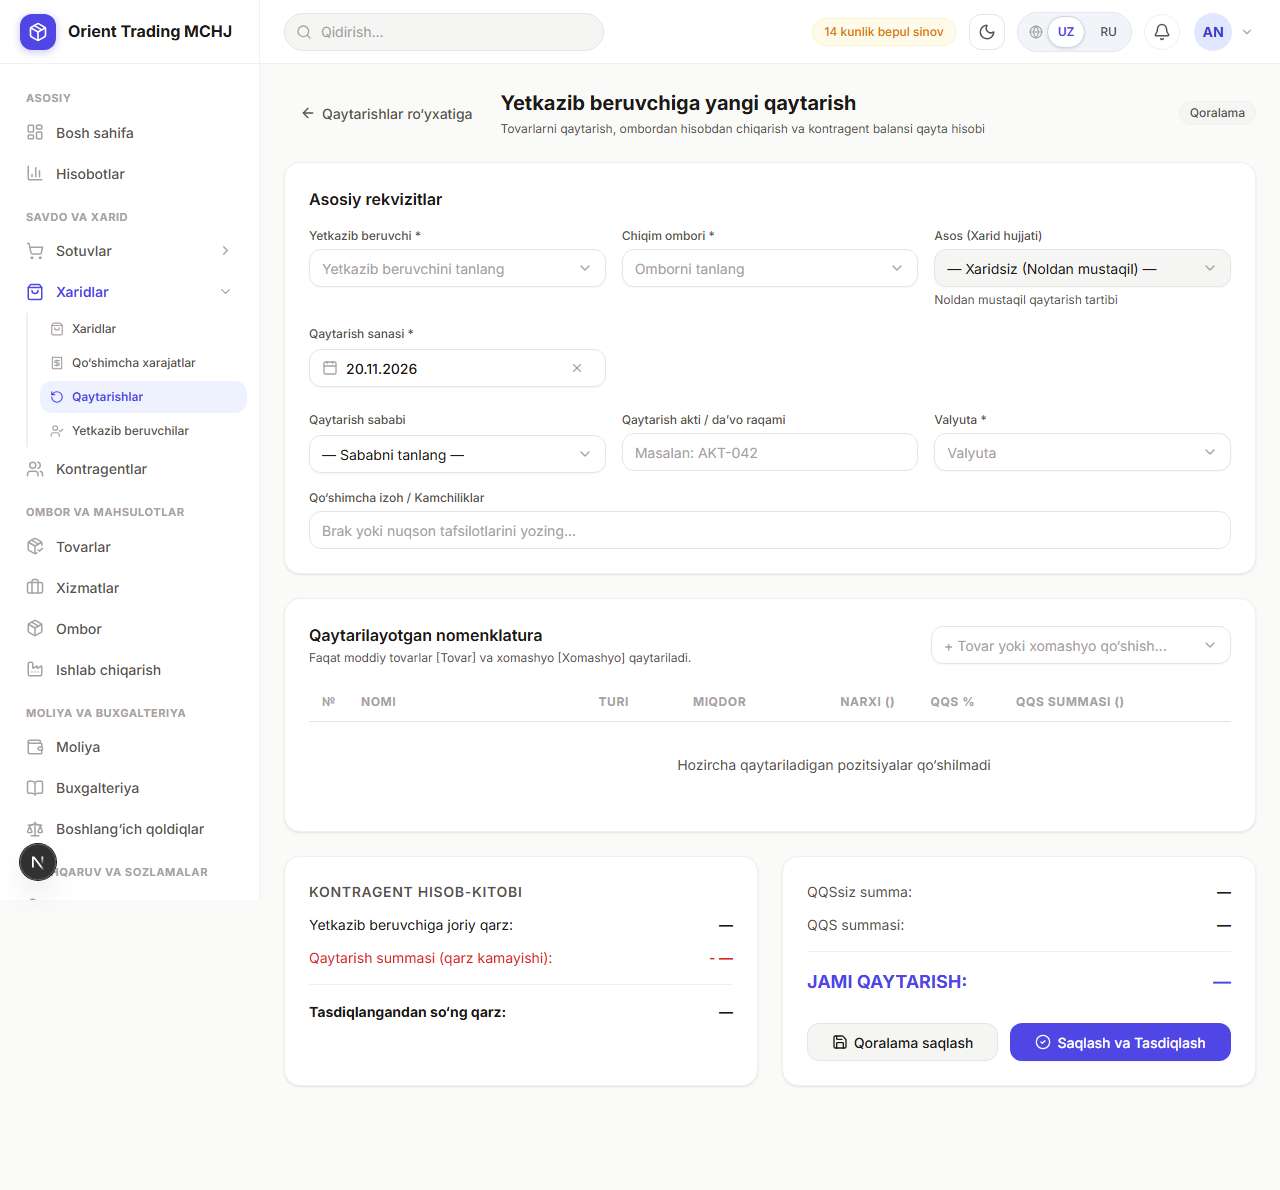 Orient Trading MCHJ
Qidirish...
14 kunlik bepul sinov
UZ
RU
AN
ASOSIY
Bosh sahifa
Hisobotlar
SAVDO VA XARID
Sotuvlar
Xaridlar
Xaridlar
Qo‘shimcha xarajatlar
Qaytarishlar
Yetkazib beruvchilar
Kontragentlar
OMBOR VA MAHSULOTLAR
Tovarlar
Xizmatlar
Ombor
Ishlab chiqarish
MOLIYA VA BUXGALTERIYA
Moliya
Buxgalteriya
Boshlang‘ich qoldiqlar
N
VA SOZLAMALAR
Qaytarishlar ro‘yxatiga
Yetkazib beruvchiga yangi qaytarish
Tovarlarni qaytarish, ombordan hisobdan chiqarish va kontragent balansi qayta hisobi
Qoralama
Asosiy rekvizitlar
Yetkazib beruvchi *
Chiqim ombori *
Asos (Xarid hujjati)
Yetkazib beruvchini tanlang
Omborni tanlang
— Xaridsiz (Noldan mustaqil) —
Noldan mustaqil qaytarish tartibi
Qaytarish sanasi *
20.11.2026
Qaytarish sababi
Qaytarish akti / da’vo raqami
Valyuta *
— Sababni tanlang —
Masalan: AKT-042
Valyuta
Qo‘shimcha izoh / Kamchiliklar
Brak yoki nuqson tafsilotlarini yozing...
Qaytarilayotgan nomenklatura
Faqat moddiy tovarlar [Tovar] va xomashyo [Xomashyo] qaytariladi.
+ Tovar yoki xomashyo qo‘shish...
№ NOMI TURI MIQDOR NARXI () QQS % QQS SUMMASI ()
Hozircha qaytariladigan pozitsiyalar qo‘shilmadi
KONTRAGENT HISOB-KITOBI
Yetkazib beruvchiga joriy qarz: —
Qaytarish summasi (qarz kamayishi): - —
Tasdiqlangandan so‘ng qarz: —
QQSsiz summa: —
QQS summasi: —
JAMI QAYTARISH: —
Qoralama saqlash
Saqlash va Tasdiqlash